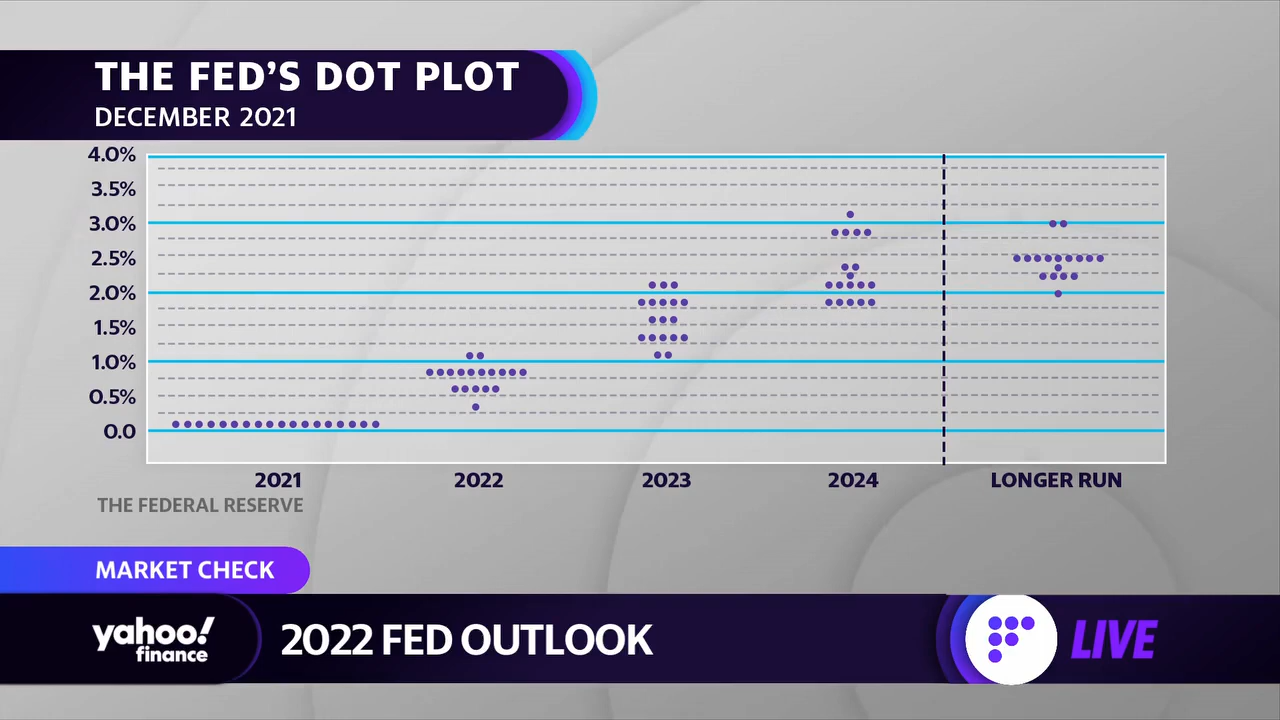 THE FED'S DOT PLOT
DECEMBER 2021
4.0%
3.5%
3.0%
2.5%
2.0%
1.5%
1.0%
0.5%
0.0
2021 2022 2023 2024 LONGER RUN
THE FEDERAL RESERVE
MARKET CHECK
yahoo!
finance
2022 FED OUTLOOK
LIVE